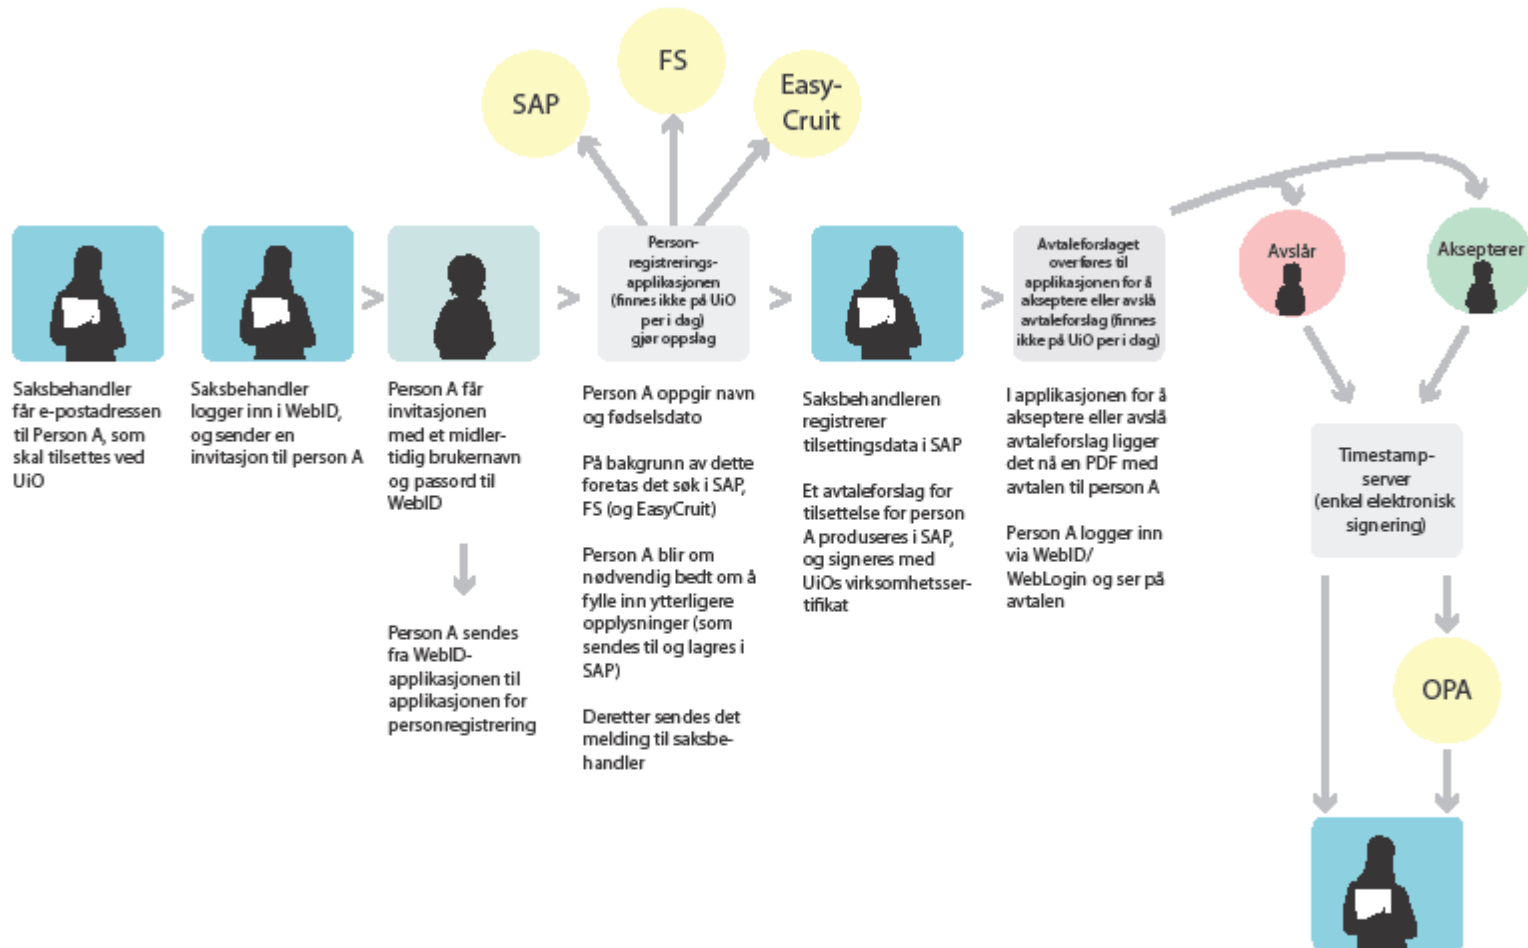 SAP
FS
Easy-
Cruit
Person-
registrerings-
applikasjonen
(finnes ikke på UiO
per i dag)
gjør oppslag
Avtaleforslaget
overføres til
applikasjonen for å
akseptere eller avslå
avtaleforslag (finnes
ikke på UiO per i dag)
Avslår
Aksepterer
Saksbehandler
får e-postadressen
til Person A, som
skal tilsettes ved
UiO
Saksbehandler
logger inn i WebID,
og sender en
invitasjon til person A
Person A får
invitasjonen
med et midler-
tidig brukernavn
og passord til
WebID
Person A sendes
fra WebID-
applikasjonen til
applikasjonen for
personregistrering
Person A oppgir navn
og fødselsdato
På bakgrunn av dette
foretas det søk i SAP,
FS (og EasyCruit)
Person A blir om
nødvendig bedt om å
fylle inn ytterligere
opplysninger (som
sendes til og lagres i
SAP)
Deretter sendes det
melding til saksbe-
handler
Saksbehandleren
registrerer
tilsettingsdata i SAP
Et avtaleforslag for
tilsettelse for person
A produseres i SAP,
og signeres med
UiOs virksomhetsser-
tifikat
I applikasjonen for å
akseptere eller avslå
avtaleforslag ligger
det nå en PDF med
avtalen til person A
Person A logger inn
via WebID/
WebLogin og ser på
avtalen
Timestamp-
server
(enkel elektronisk
signering)
OPA